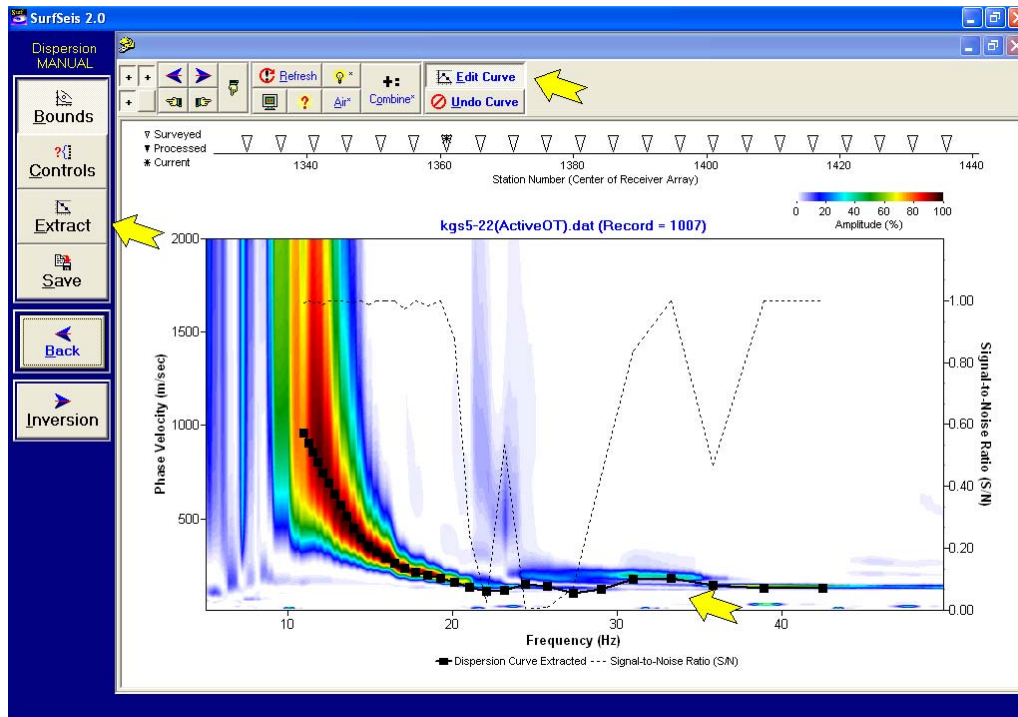 SurfSeis 2.0
Dispersion
MANUAL
Bounds
?{}
Controls
Extract
Save
Back
Inversion
Refresh
?
Air*
+:
Combine*
Edit Curve
Undo Curve
Surveyed
Processed
Current
1340 1360 1380 1400 1420 1440
Station Number (Center of Receiver Array)
0 20 40 60 80 100
Amplitude (%)
kgs5-22(ActiveOT).dat (Record = 1007)
2000
1500
1000
500
Phase Velocity (m/sec)
1.00
0.80
0.60
0.40
0.20
0.00
Signal-to-Noise Ratio (S/N)
10 20 30 40
Frequency (Hz)
Dispersion Curve Extracted --- Signal-to-Noise Ratio (S/N)